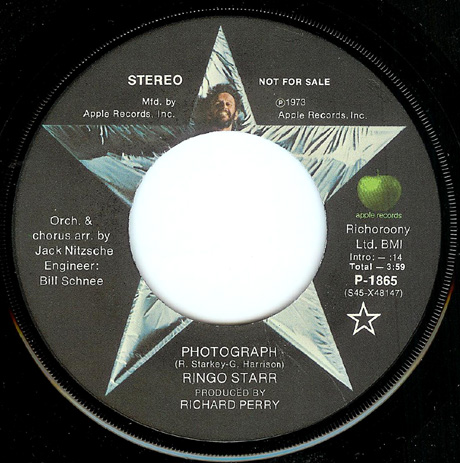 STEREO
NOT FOR SALE
Mfd. by
Apple Records, Inc.
℗1973
Apple Records, Inc.
Orch. &
chorus arr. by
Jack Nitzsche
Engineer:
Bill Schnee
apple records
Richoroony
Ltd. BMI
Intro: – :14
Total – 3:59
P-1865
(S45-X48147)
PHOTOGRAPH
(R. Starkey-G. Harrison)
RINGO STARR
PRODUCED BY
RICHARD PERRY